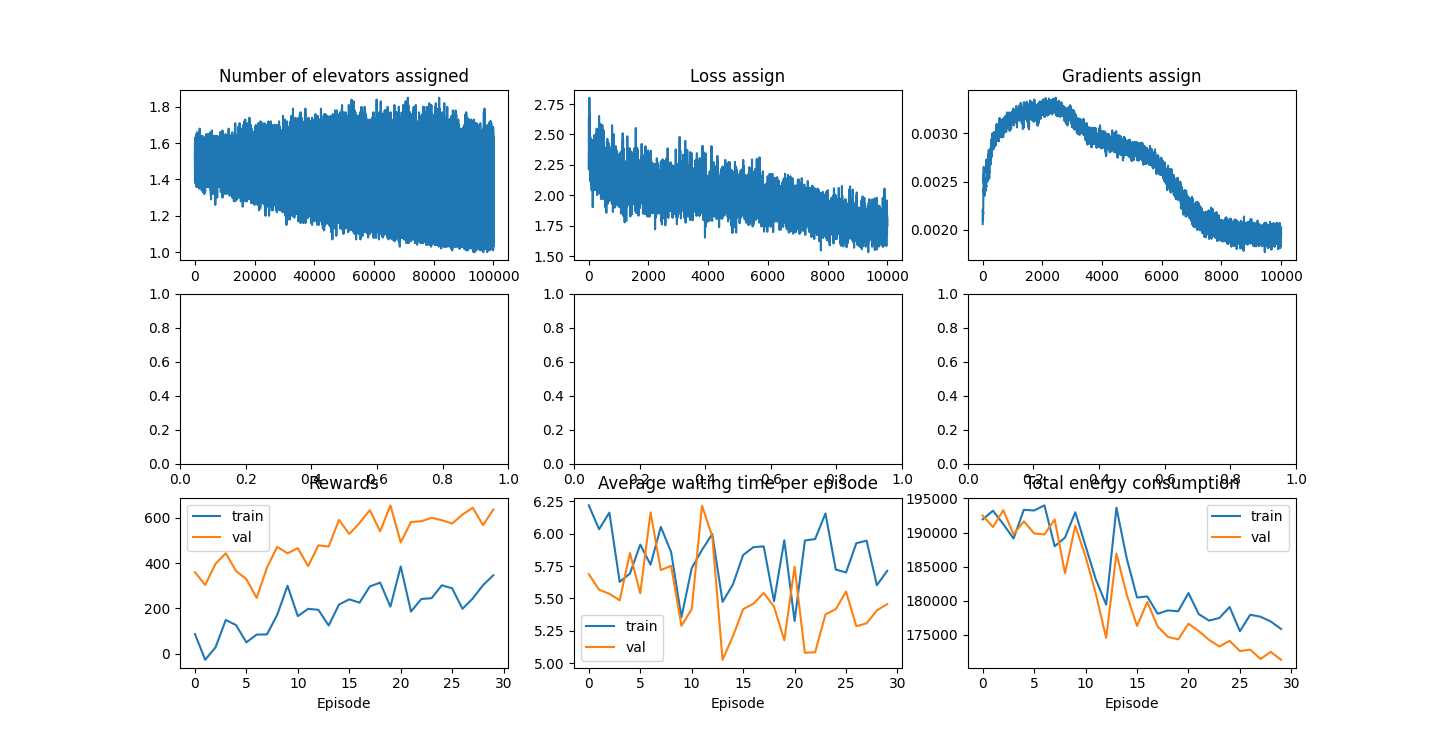 Number of elevators assigned
Loss assign
Gradients assign
1.8
1.6
1.4
1.2
1.0
0 20000 40000 60000 80000 100000
2.75
2.50
2.25
2.00
1.75
1.50
0 2000 4000 6000 8000 10000
0.0030
0.0025
0.0020
0 2000 4000 6000 8000 10000
1.0
0.8
0.6
0.4
0.2
0.0
0.0 0.2 0.4 0.6 0.8 1.0
1.0
0.8
0.6
0.4
0.2
0.0
0.0 0.2 0.4 0.6 0.8 1.0
1.0
0.8
0.6
0.4
0.2
0.0
0.0 0.2 0.4 0.6 0.8 1.0
Rewards
train
val
600
400
200
0
0 5 10 15 20 25 30
Episode
Average waiting time per episode
6.25
6.00
5.75
5.50
5.25
5.00
train
val
0 5 10 15 20 25 30
Episode
Total energy consumption
195000
190000
185000
180000
175000
train
val
0 5 10 15 20 25 30
Episode